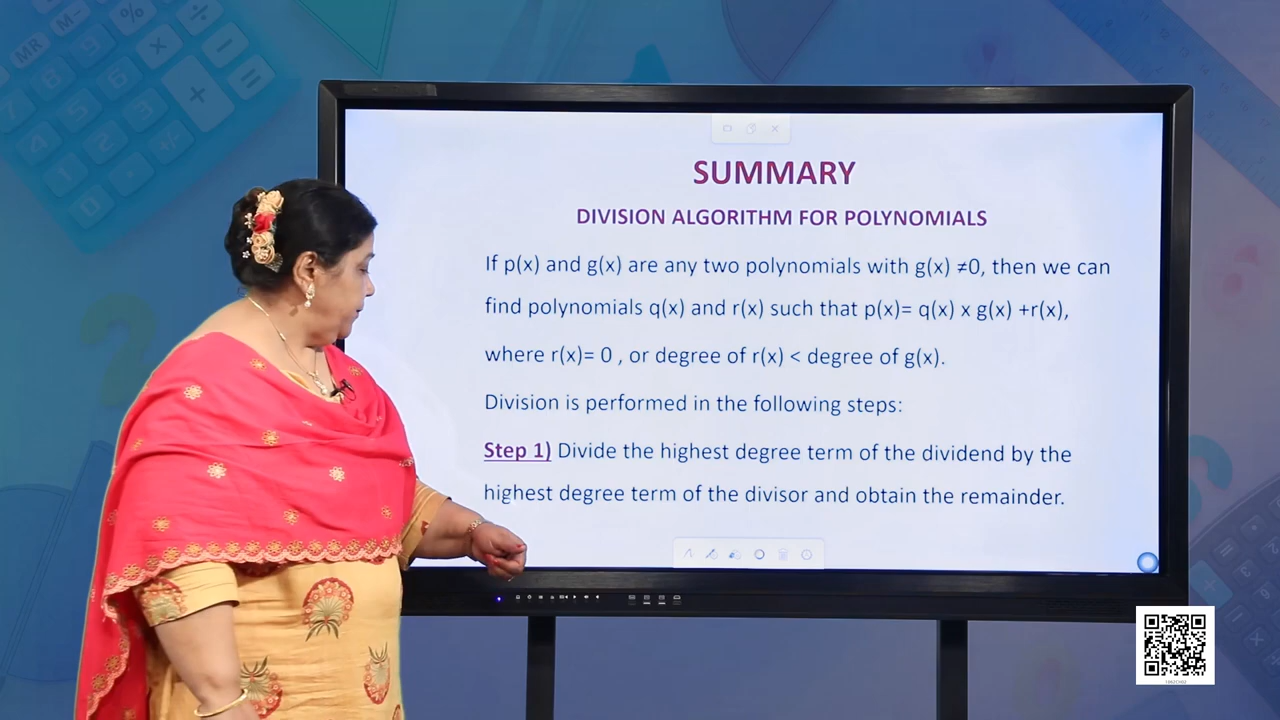 SUMMARY
DIVISION ALGORITHM FOR POLYNOMIALS
If p(x) and g(x) are any two polynomials with g(x) ≠0, then we can
find polynomials q(x) and r(x) such that p(x)= q(x) x g(x) +r(x),
where r(x)= 0 , or degree of r(x) < degree of g(x).
Division is performed in the following steps:
Step 1) Divide the highest degree term of the dividend by the
highest degree term of the divisor and obtain the remainder.